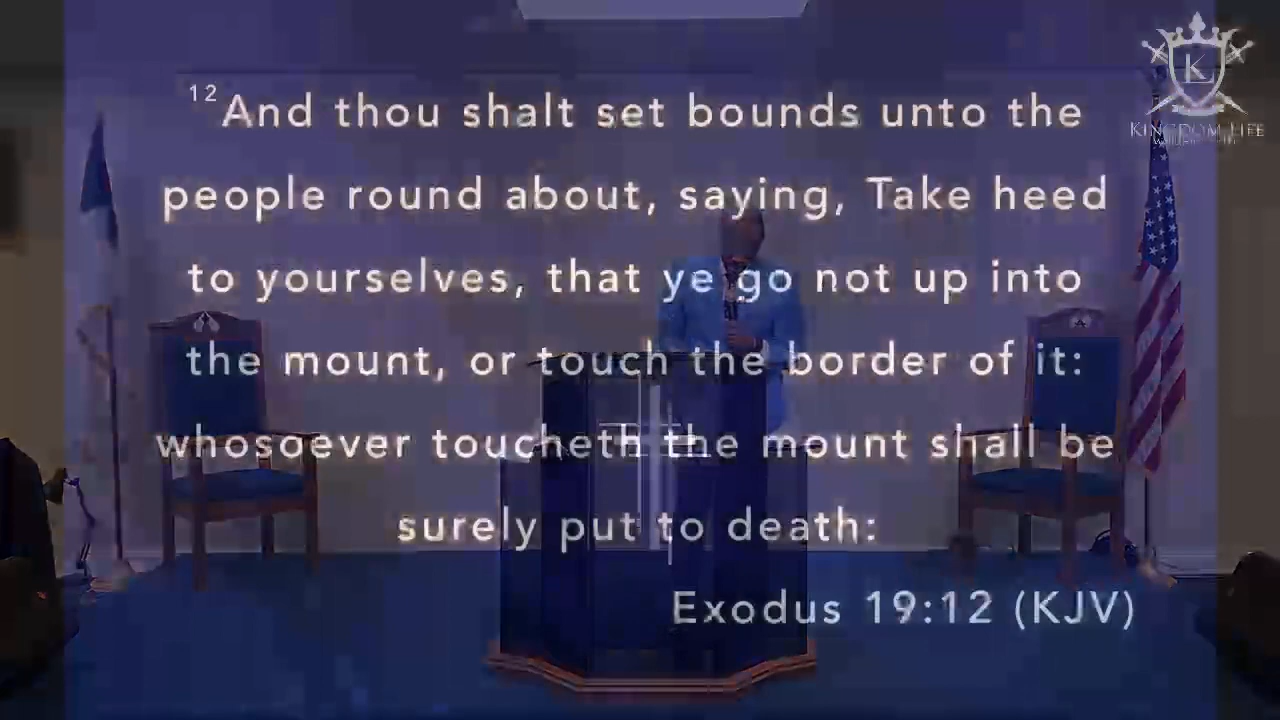 K
KINGDOM LIFE
12 And thou shalt set bounds unto the
people round about, saying, Take heed
to yourselves, that ye go not up into
the mount, or touch the border of it:
whosoever toucheth the mount shall be
surely put to death:
Exodus 19:12 (KJV)